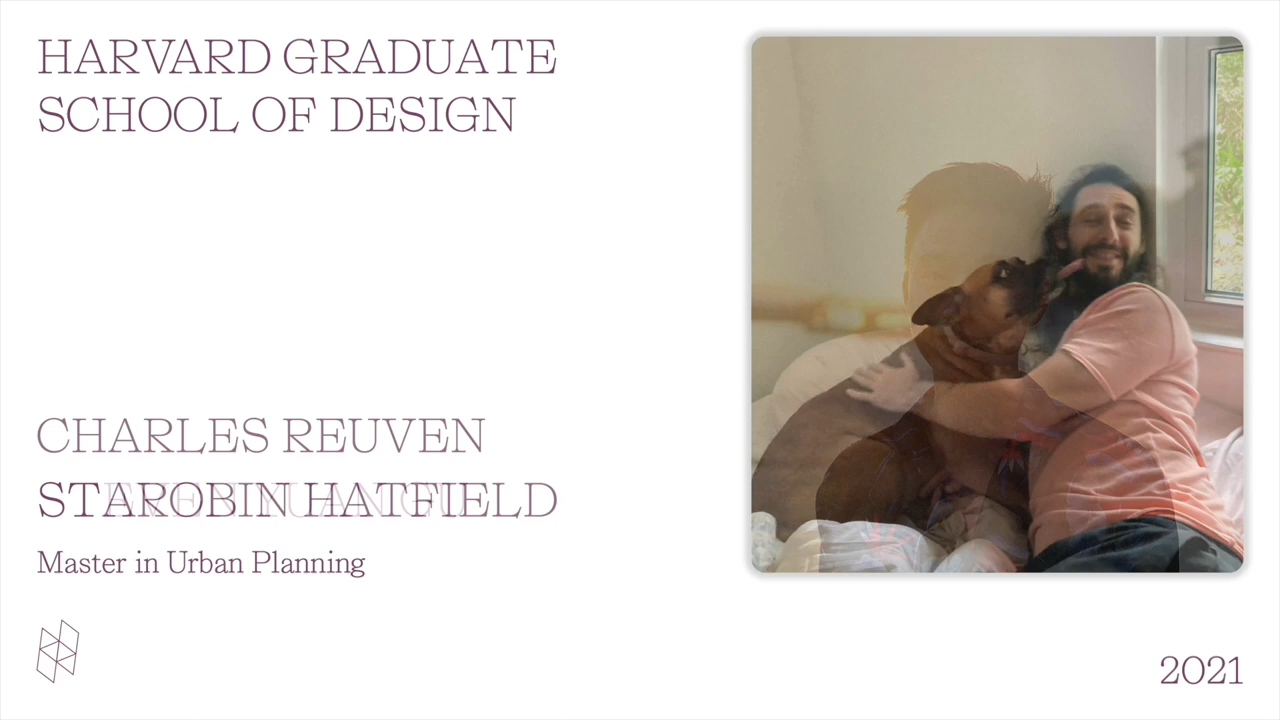 HARVARD GRADUATE
SCHOOL OF DESIGN
CHARLES REUVEN
STAROBIN HATFIELD
Master in Urban Planning
2021